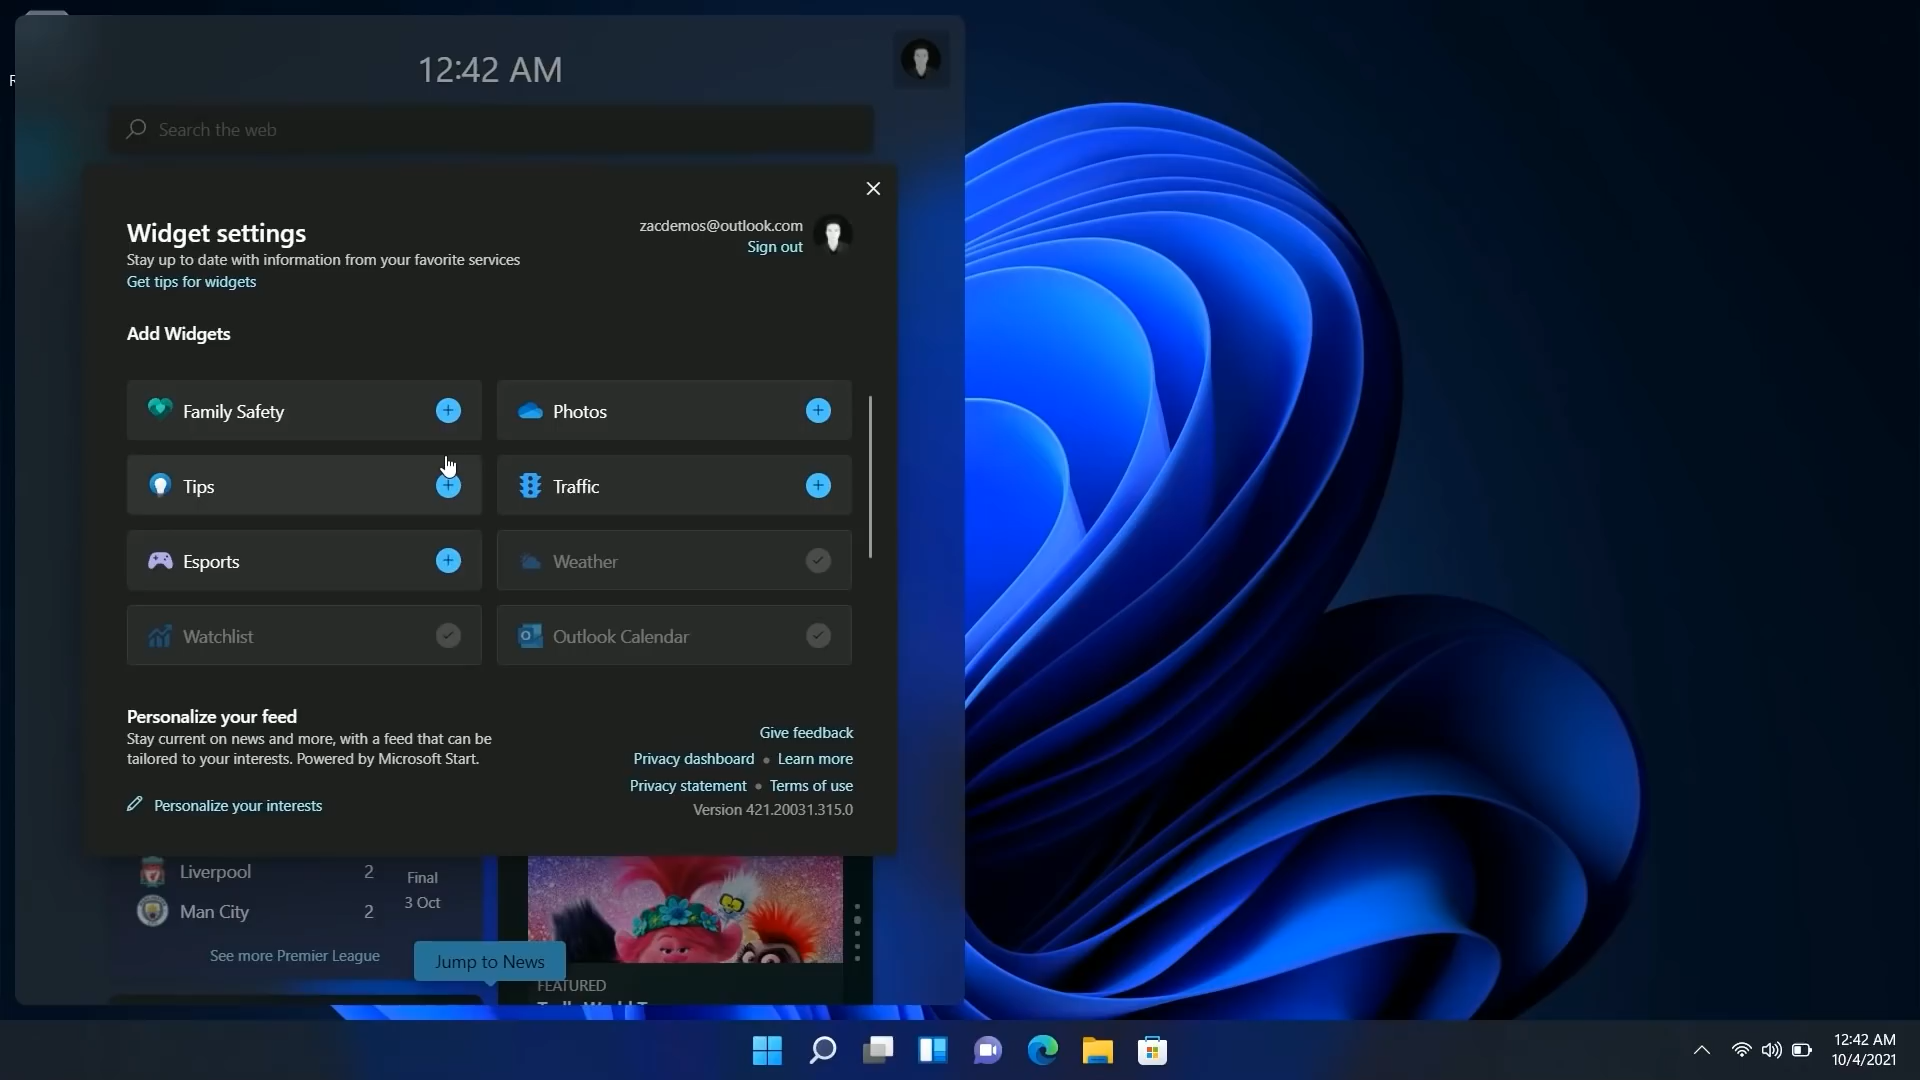 R
12:42 AM
Search the web
Widget settings
Stay up to date with information from your favorite services
Get tips for widgets
zacdemos@outlook.com
Sign out
Add Widgets
Family Safety
Photos
Tips
Traffic
Esports
Weather
Watchlist
Outlook Calendar
Personalize your feed
Stay current on news and more, with a feed that can be
tailored to your interests. Powered by Microsoft Start.
Personalize your interests
Give feedback
Privacy dashboard • Learn more
Privacy statement • Terms of use
Version 421.20031.315.0
Liverpool 2
Man City 2
Final
3 Oct
See more Premier League
Jump to News
FEATURED
12:42 AM
10/4/2021